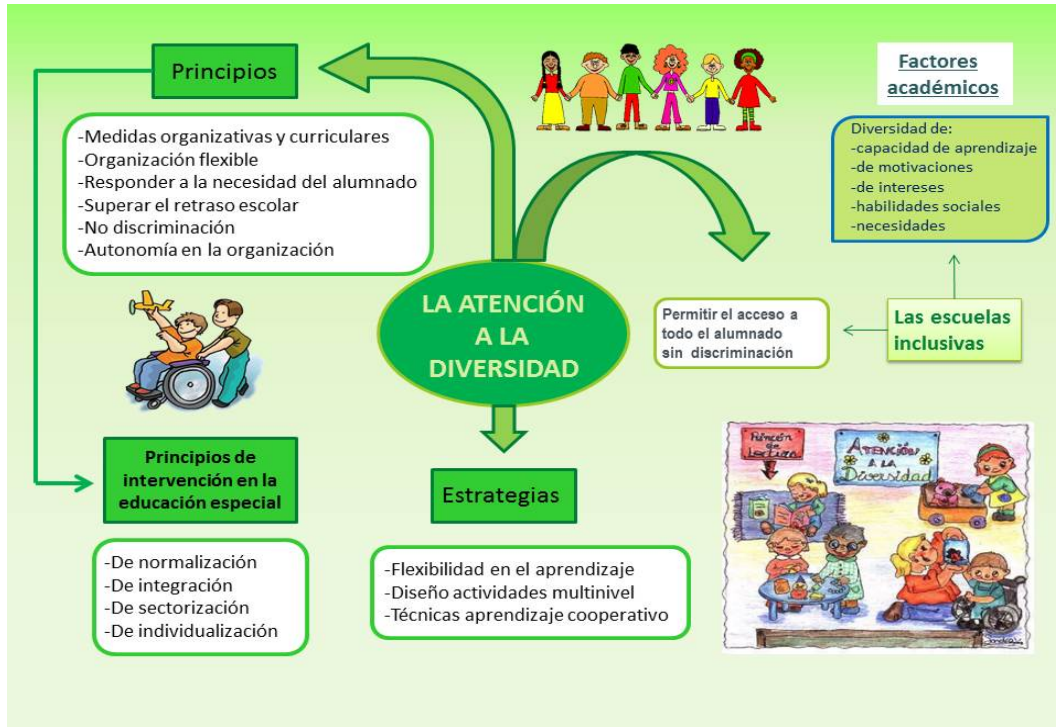 Principios
-Medidas organizativas y curriculares
-Organización flexible
-Responder a la necesidad del alumnado
-Superar el retraso escolar
-No discriminación
-Autonomía en la organización
Factores
académicos
Diversidad de:
-capacidad de aprendizaje
-de motivaciones
-de intereses
-habilidades sociales
-necesidades
LA ATENCIÓN
A LA
DIVERSIDAD
Permitir el acceso a
todo el alumnado
sin discriminación
Las escuelas
inclusivas
Principios de
intervención en la
educación especial
-De normalización
-De integración
-De sectorización
-De individualización
Estrategias
-Flexibilidad en el aprendizaje
-Diseño actividades multinivel
-Técnicas aprendizaje cooperativo
Rincón
de
Lectura
ATENCIÓN
A LA
Diversidad